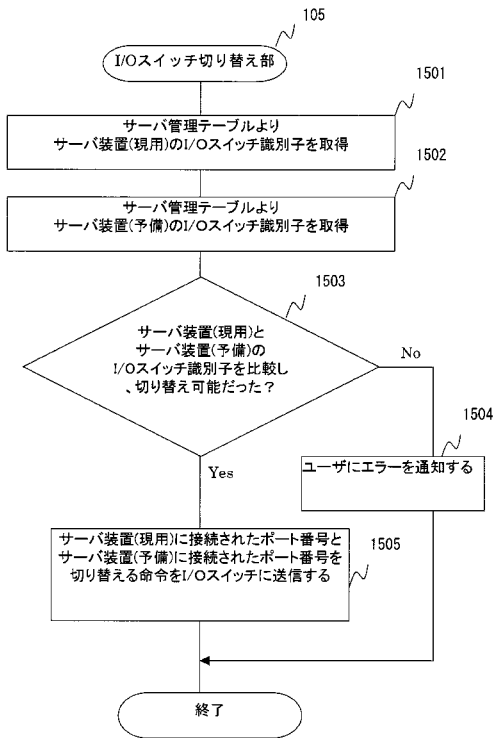 105
I/Oスイッチ切り替え部
1501
サーバ管理テーブルより
サーバ装置(現用)のI/Oスイッチ識別子を取得
1502
サーバ管理テーブルより
サーバ装置(予備)のI/Oスイッチ識別子を取得
1503
サーバ装置(現用)と
サーバ装置(予備)の
I/Oスイッチ識別子を比較し
、切り替え可能だった？
No
Yes
1504
ユーザにエラーを通知する
サーバ装置(現用)に接続されたポート番号と
サーバ装置(予備)に接続されたポート番号を
切り替える命令をI/Oスイッチに送信する
1505
終了